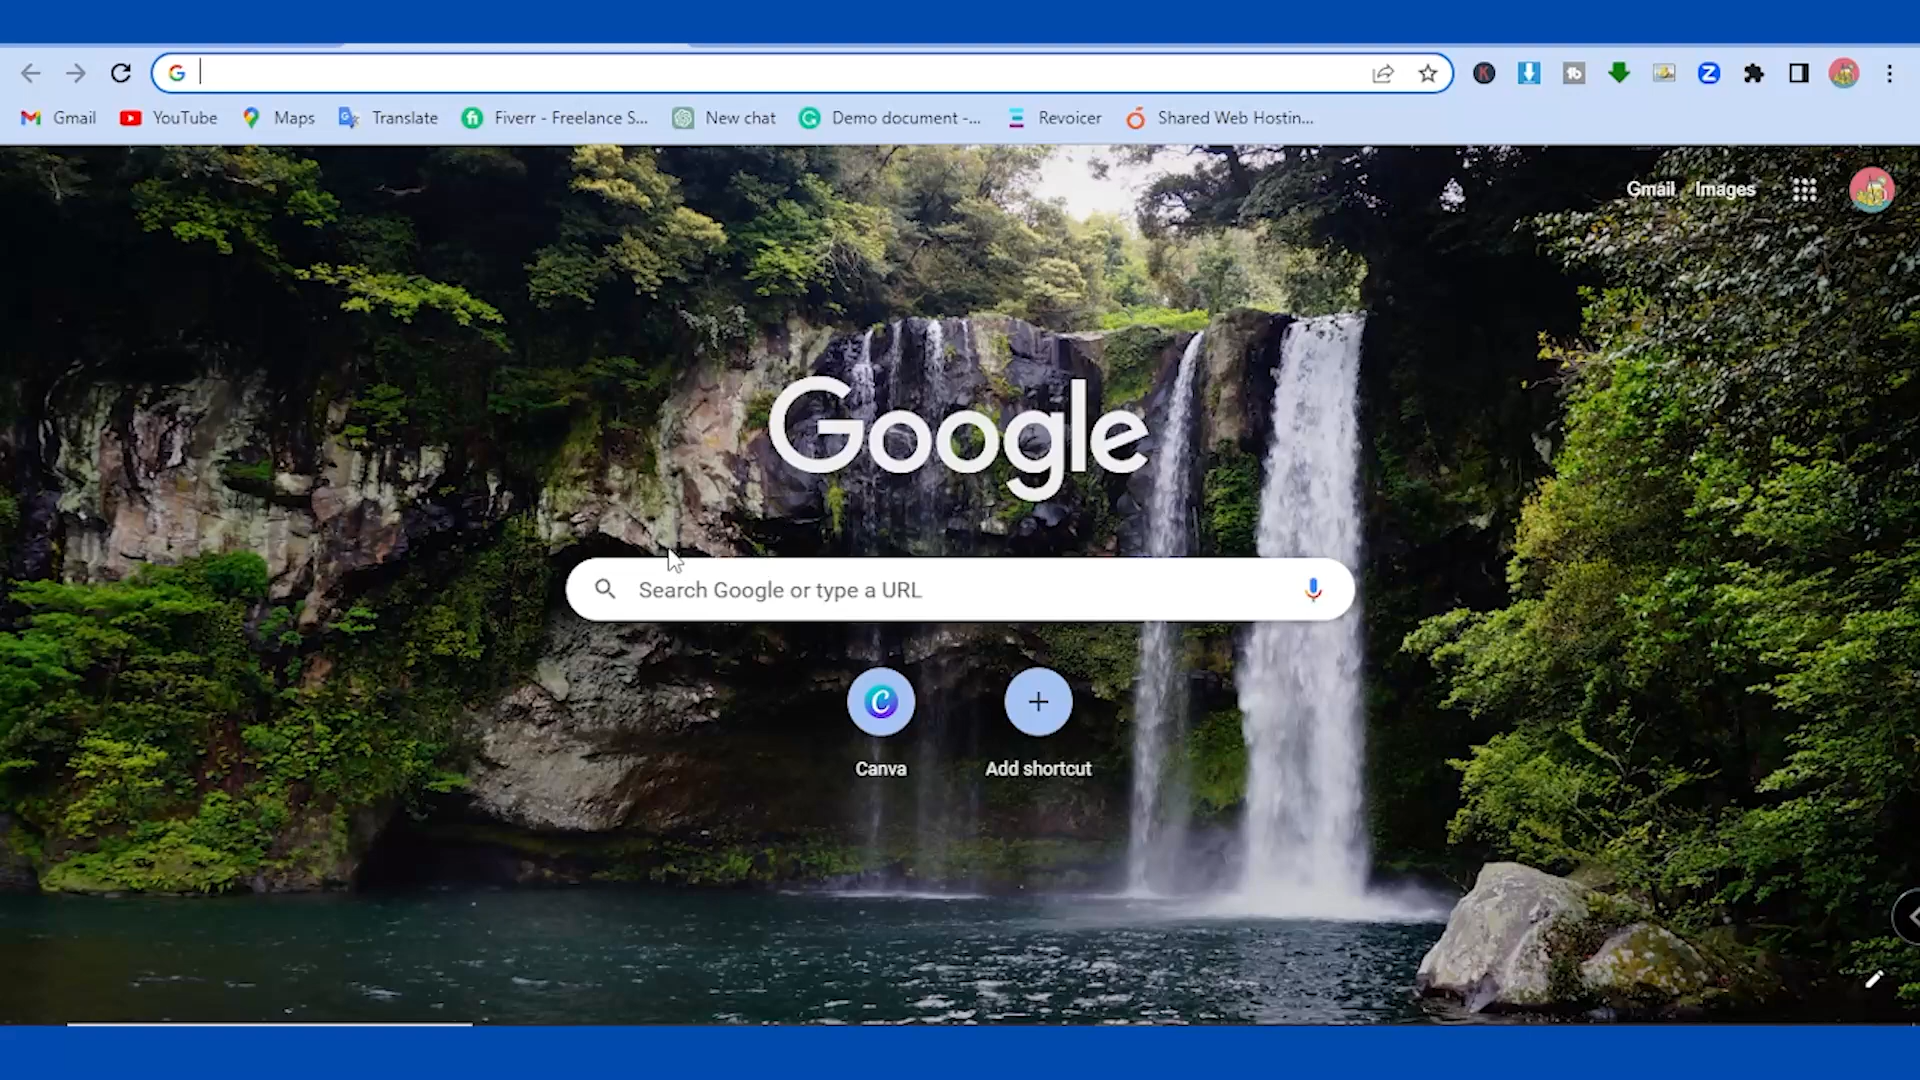 Gmail YouTube Maps Translate Fiverr - Freelance S... New chat Demo document -... Revoicer Shared Web Hostin...
Gmail Images
Google
Search Google or type a URL
Canva Add shortcut